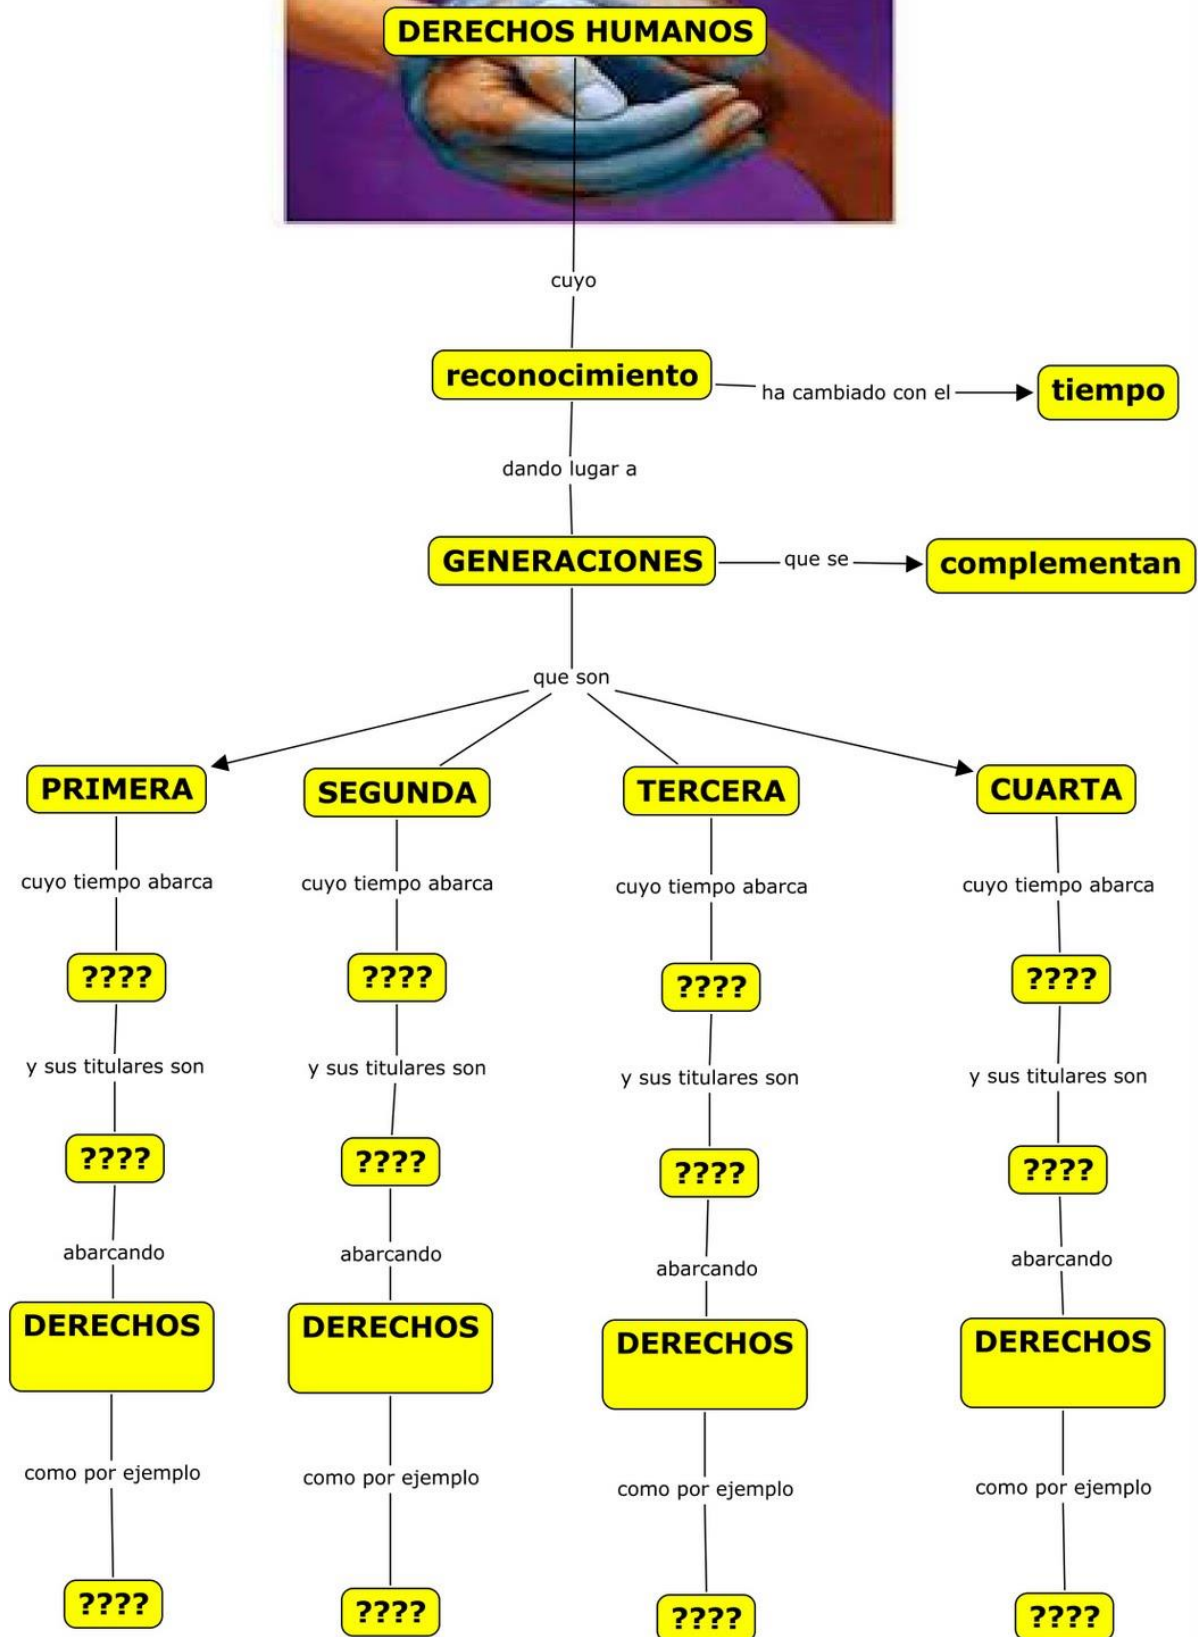 DERECHOS HUMANOS
cuyo
reconocimiento
ha cambiado con el
tiempo
dando lugar a
GENERACIONES
que se
complementan
que son
PRIMERA
SEGUNDA
TERCERA
CUARTA
cuyo tiempo abarca
cuyo tiempo abarca
cuyo tiempo abarca
cuyo tiempo abarca
????
????
????
????
y sus titulares son
y sus titulares son
y sus titulares son
y sus titulares son
????
????
????
????
abarcando
abarcando
abarcando
abarcando
DERECHOS
DERECHOS
DERECHOS
DERECHOS
como por ejemplo
como por ejemplo
como por ejemplo
como por ejemplo
????
????
????
????